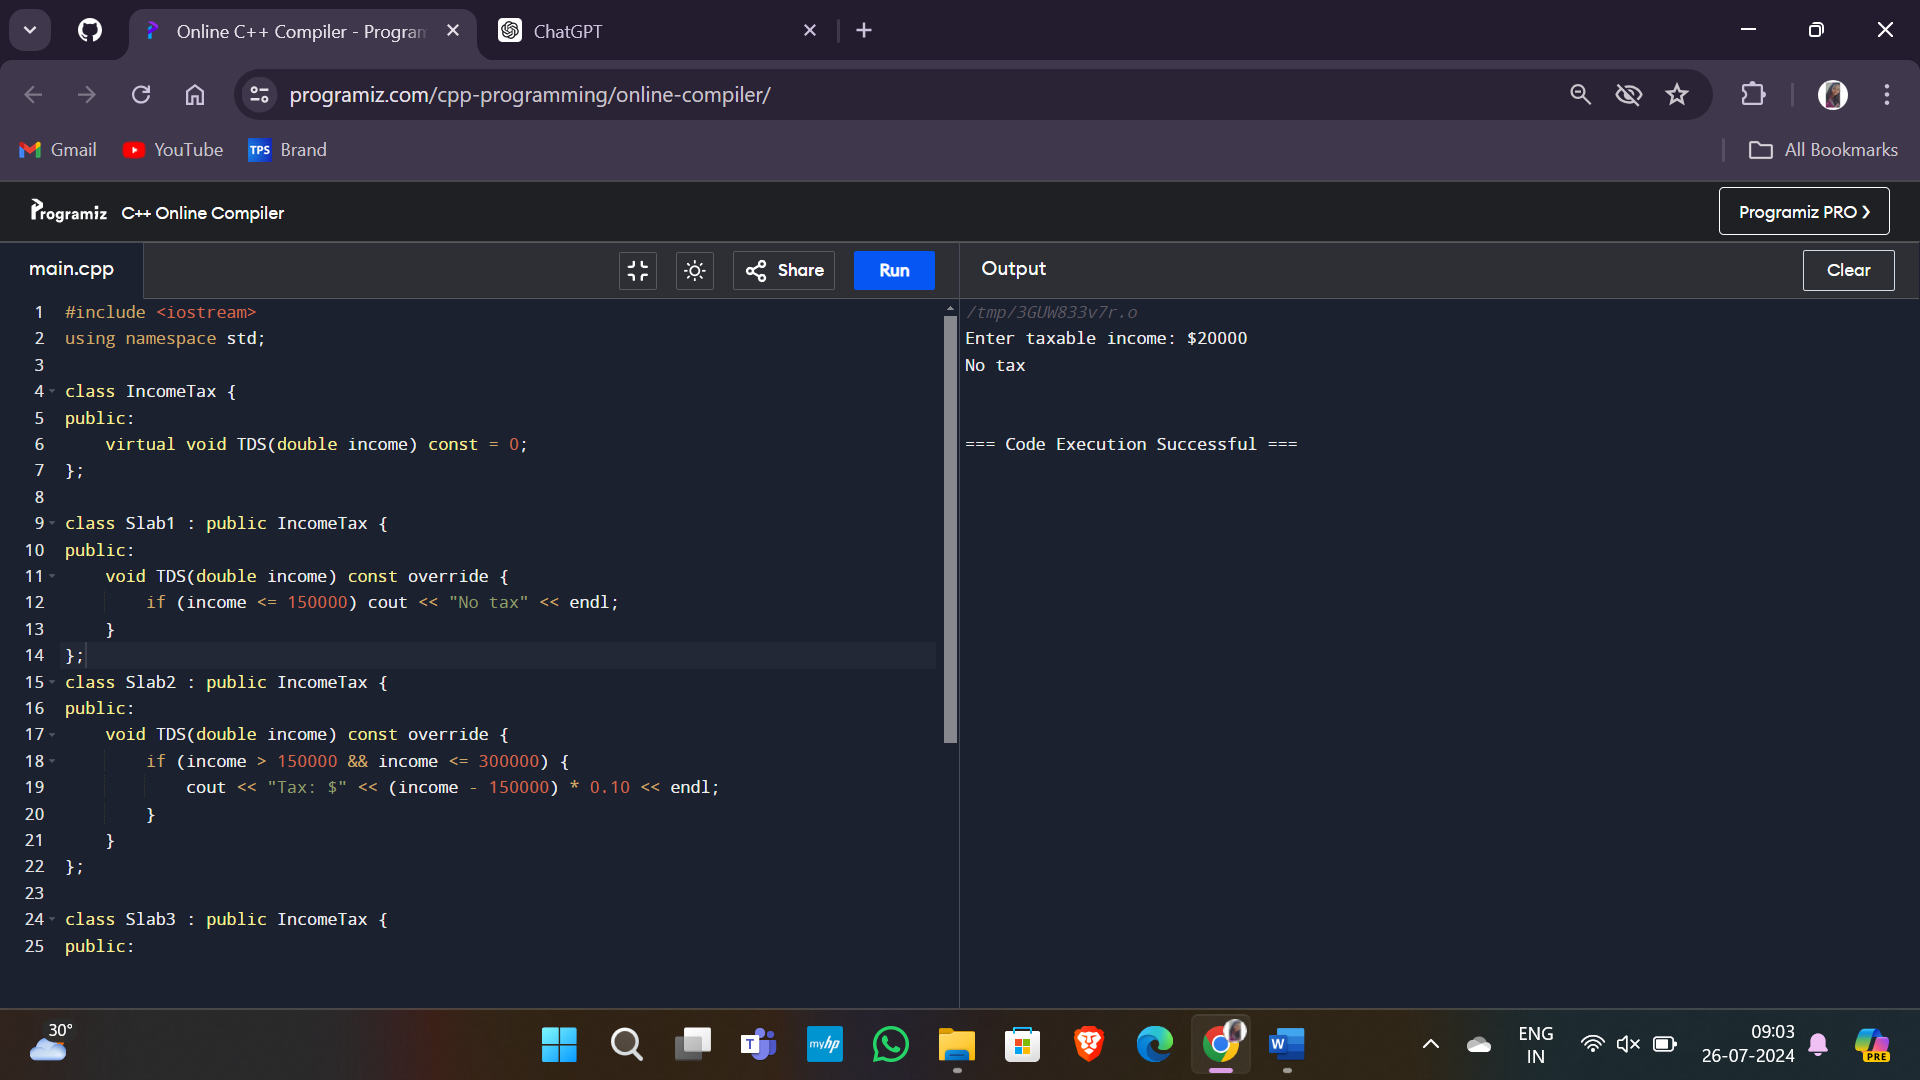 Online C++ Compiler - Program
ChatGPT
programiz.com/cpp-programming/online-compiler/
Gmail
YouTube
TPS
Brand
All Bookmarks
Programiz
C++ Online Compiler
Programiz PRO ❯
main.cpp
Share
Run
Output
Clear
1 #include <iostream>
2 using namespace std;
3
4 class IncomeTax {
5 public:
6     virtual void TDS(double income) const = 0;
7 };
8
9 class Slab1 : public IncomeTax {
10 public:
11     void TDS(double income) const override {
12         if (income <= 150000) cout << "No tax" << endl;
13     }
14 };
15 class Slab2 : public IncomeTax {
16 public:
17     void TDS(double income) const override {
18         if (income > 150000 && income <= 300000) {
19             cout << "Tax: $" << (income - 150000) * 0.10 << endl;
20         }
21     }
22 };
23
24 class Slab3 : public IncomeTax {
25 public:
/tmp/3GUW833v7r.o
Enter taxable income: $20000
No tax
=== Code Execution Successful ===
30°
T
myhp
W
ENG
IN
09:03
26-07-2024
PRE